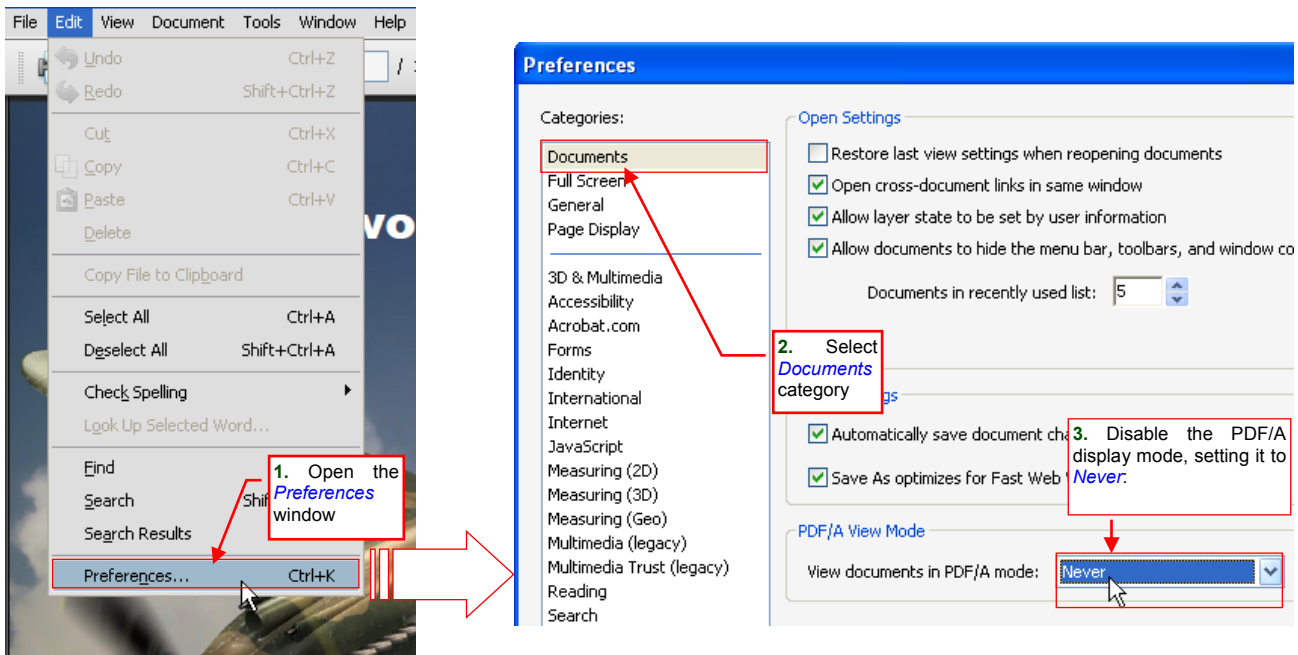 File Edit View Document Tools Window Help
/
Undo Ctrl+Z
Redo Shift+Ctrl+Z
Cut Ctrl+X
Copy Ctrl+C
Paste Ctrl+V
Delete
vo
Copy File to Clipboard
Select All Ctrl+A
Deselect All Shift+Ctrl+A
Check Spelling
Look Up Selected Word...
Find
Search Shif
Search Results
Preferences... Ctrl+K
1. Open the
Preferences
window
Preferences
Categories:
Documents
Full Screen
General
Page Display
3D & Multimedia
Accessibility
Acrobat.com
Forms
Identity
International
Internet
JavaScript
Measuring (2D)
Measuring (3D)
Measuring (Geo)
Multimedia (legacy)
Multimedia Trust (legacy)
Reading
Search
2. Select
Documents
category
Open Settings
Restore last view settings when reopening documents
Open cross-document links in same window
Allow layer state to be set by user information
Allow documents to hide the menu bar, toolbars, and window co
Documents in recently used list: 5
gs
Automatically save document cha
Save As optimizes for Fast Web
3. Disable the PDF/A
display mode, setting it to
Never:
PDF/A View Mode
View documents in PDF/A mode: Never